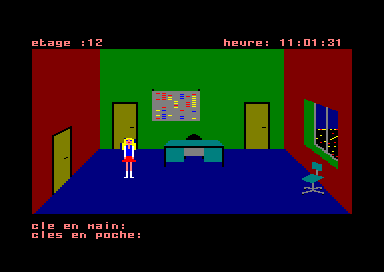 etage :12
heure: 11:01:31
cle en main:
cles en poche: